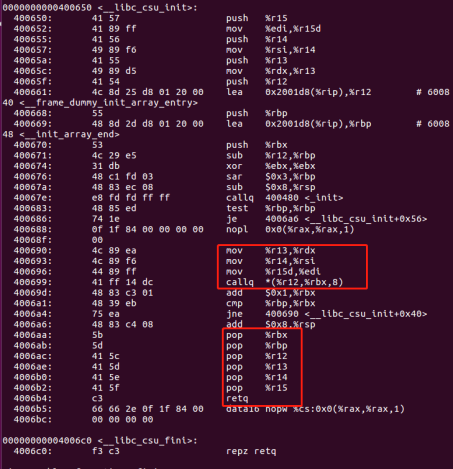 0000000000400650 <__libc_csu_init>:
400650: 41 57 push %r15
400652: 41 89 ff mov %edi,%r15d
400655: 41 56 push %r14
400657: 49 89 f6 mov %rsi,%r14
40065a: 41 55 push %r13
40065c: 49 89 d5 mov %rdx,%r13
40065f: 41 54 push %r12
400661: 4c 8d 25 d8 01 20 00 lea 0x2001d8(%rip),%r12 # 6008
40 <__frame_dummy_init_array_entry>
400668: 55 push %rbp
400669: 48 8d 2d d8 01 20 00 lea 0x2001d8(%rip),%rbp # 6008
48 <__init_array_end>
400670: 53 push %rbx
400671: 4c 29 e5 sub %r12,%rbp
400674: 31 db xor %ebx,%ebx
400676: 48 c1 fd 03 sar $0x3,%rbp
40067a: 48 83 ec 08 sub $0x8,%rsp
40067e: e8 fd fd ff ff callq 400480 <_init>
400683: 48 85 ed test %rbp,%rbp
400686: 74 1e je 4006a6 <__libc_csu_init+0x56>
400688: 0f 1f 84 00 00 00 00 nopl 0x0(%rax,%rax,1)
40068f: 00
400690: 4c 89 ea mov %r13,%rdx
400693: 4c 89 f6 mov %r14,%rsi
400696: 44 89 ff mov %r15d,%edi
400699: 41 ff 14 dc callq *(%r12,%rbx,8)
40069d: 48 83 c3 01 add $0x1,%rbx
4006a1: 48 39 eb cmp %rbp,%rbx
4006a4: 75 ea jne 400690 <__libc_csu_init+0x40>
4006a6: 48 83 c4 08 add $0x8,%rsp
4006aa: 5b pop %rbx
4006ab: 5d pop %rbp
4006ac: 41 5c pop %r12
4006ae: 41 5d pop %r13
4006b0: 41 5e pop %r14
4006b2: 41 5f pop %r15
4006b4: c3 retq
4006b5: 66 66 2e 0f 1f 84 00 data16 nopw %cs:0x0(%rax,%rax,1)
4006bc: 00 00 00 00
00000000004006c0 <__libc_csu_fini>:
4006c0: f3 c3 repz retq